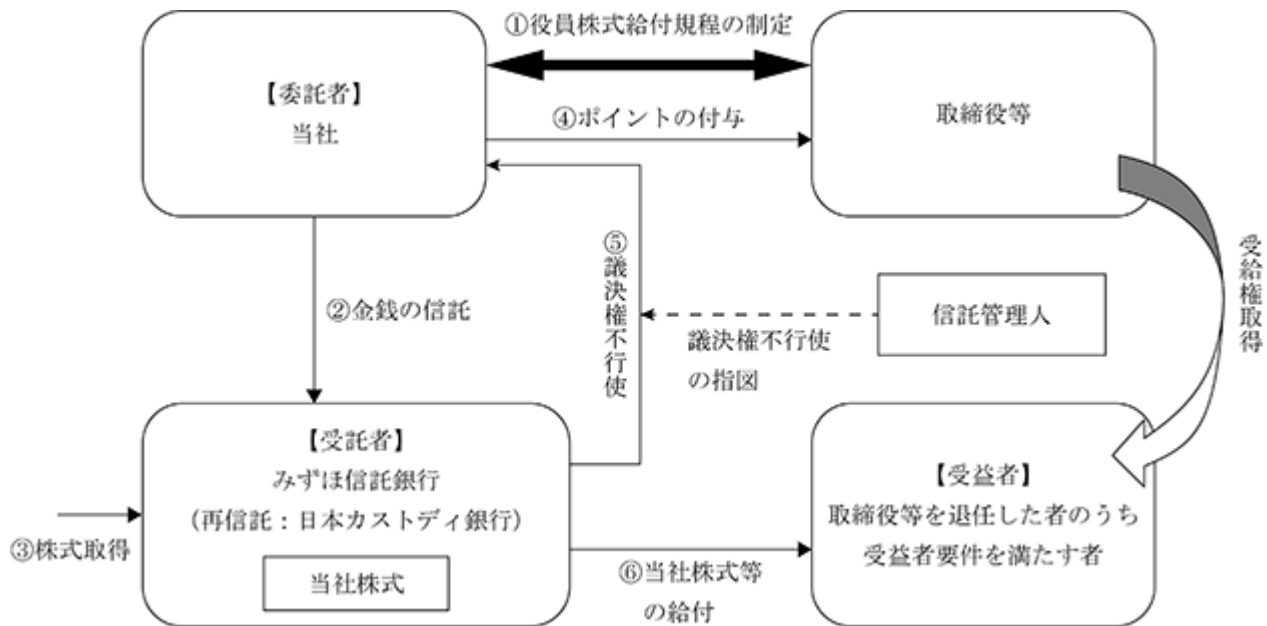 ①役員株式給付規程の制定
【委託者】
当社
取締役等
④ポイントの付与
②金銭の信託
⑤議決権不行使
議決権不行使
の指図
信託管理人
受給権取得
【受託者】
みずほ信託銀行
(再信託：日本カストディ銀行)
当社株式
③株式取得
⑥当社株式等
の給付
【受益者】
取締役等を退任した者のうち
受益者要件を満たす者